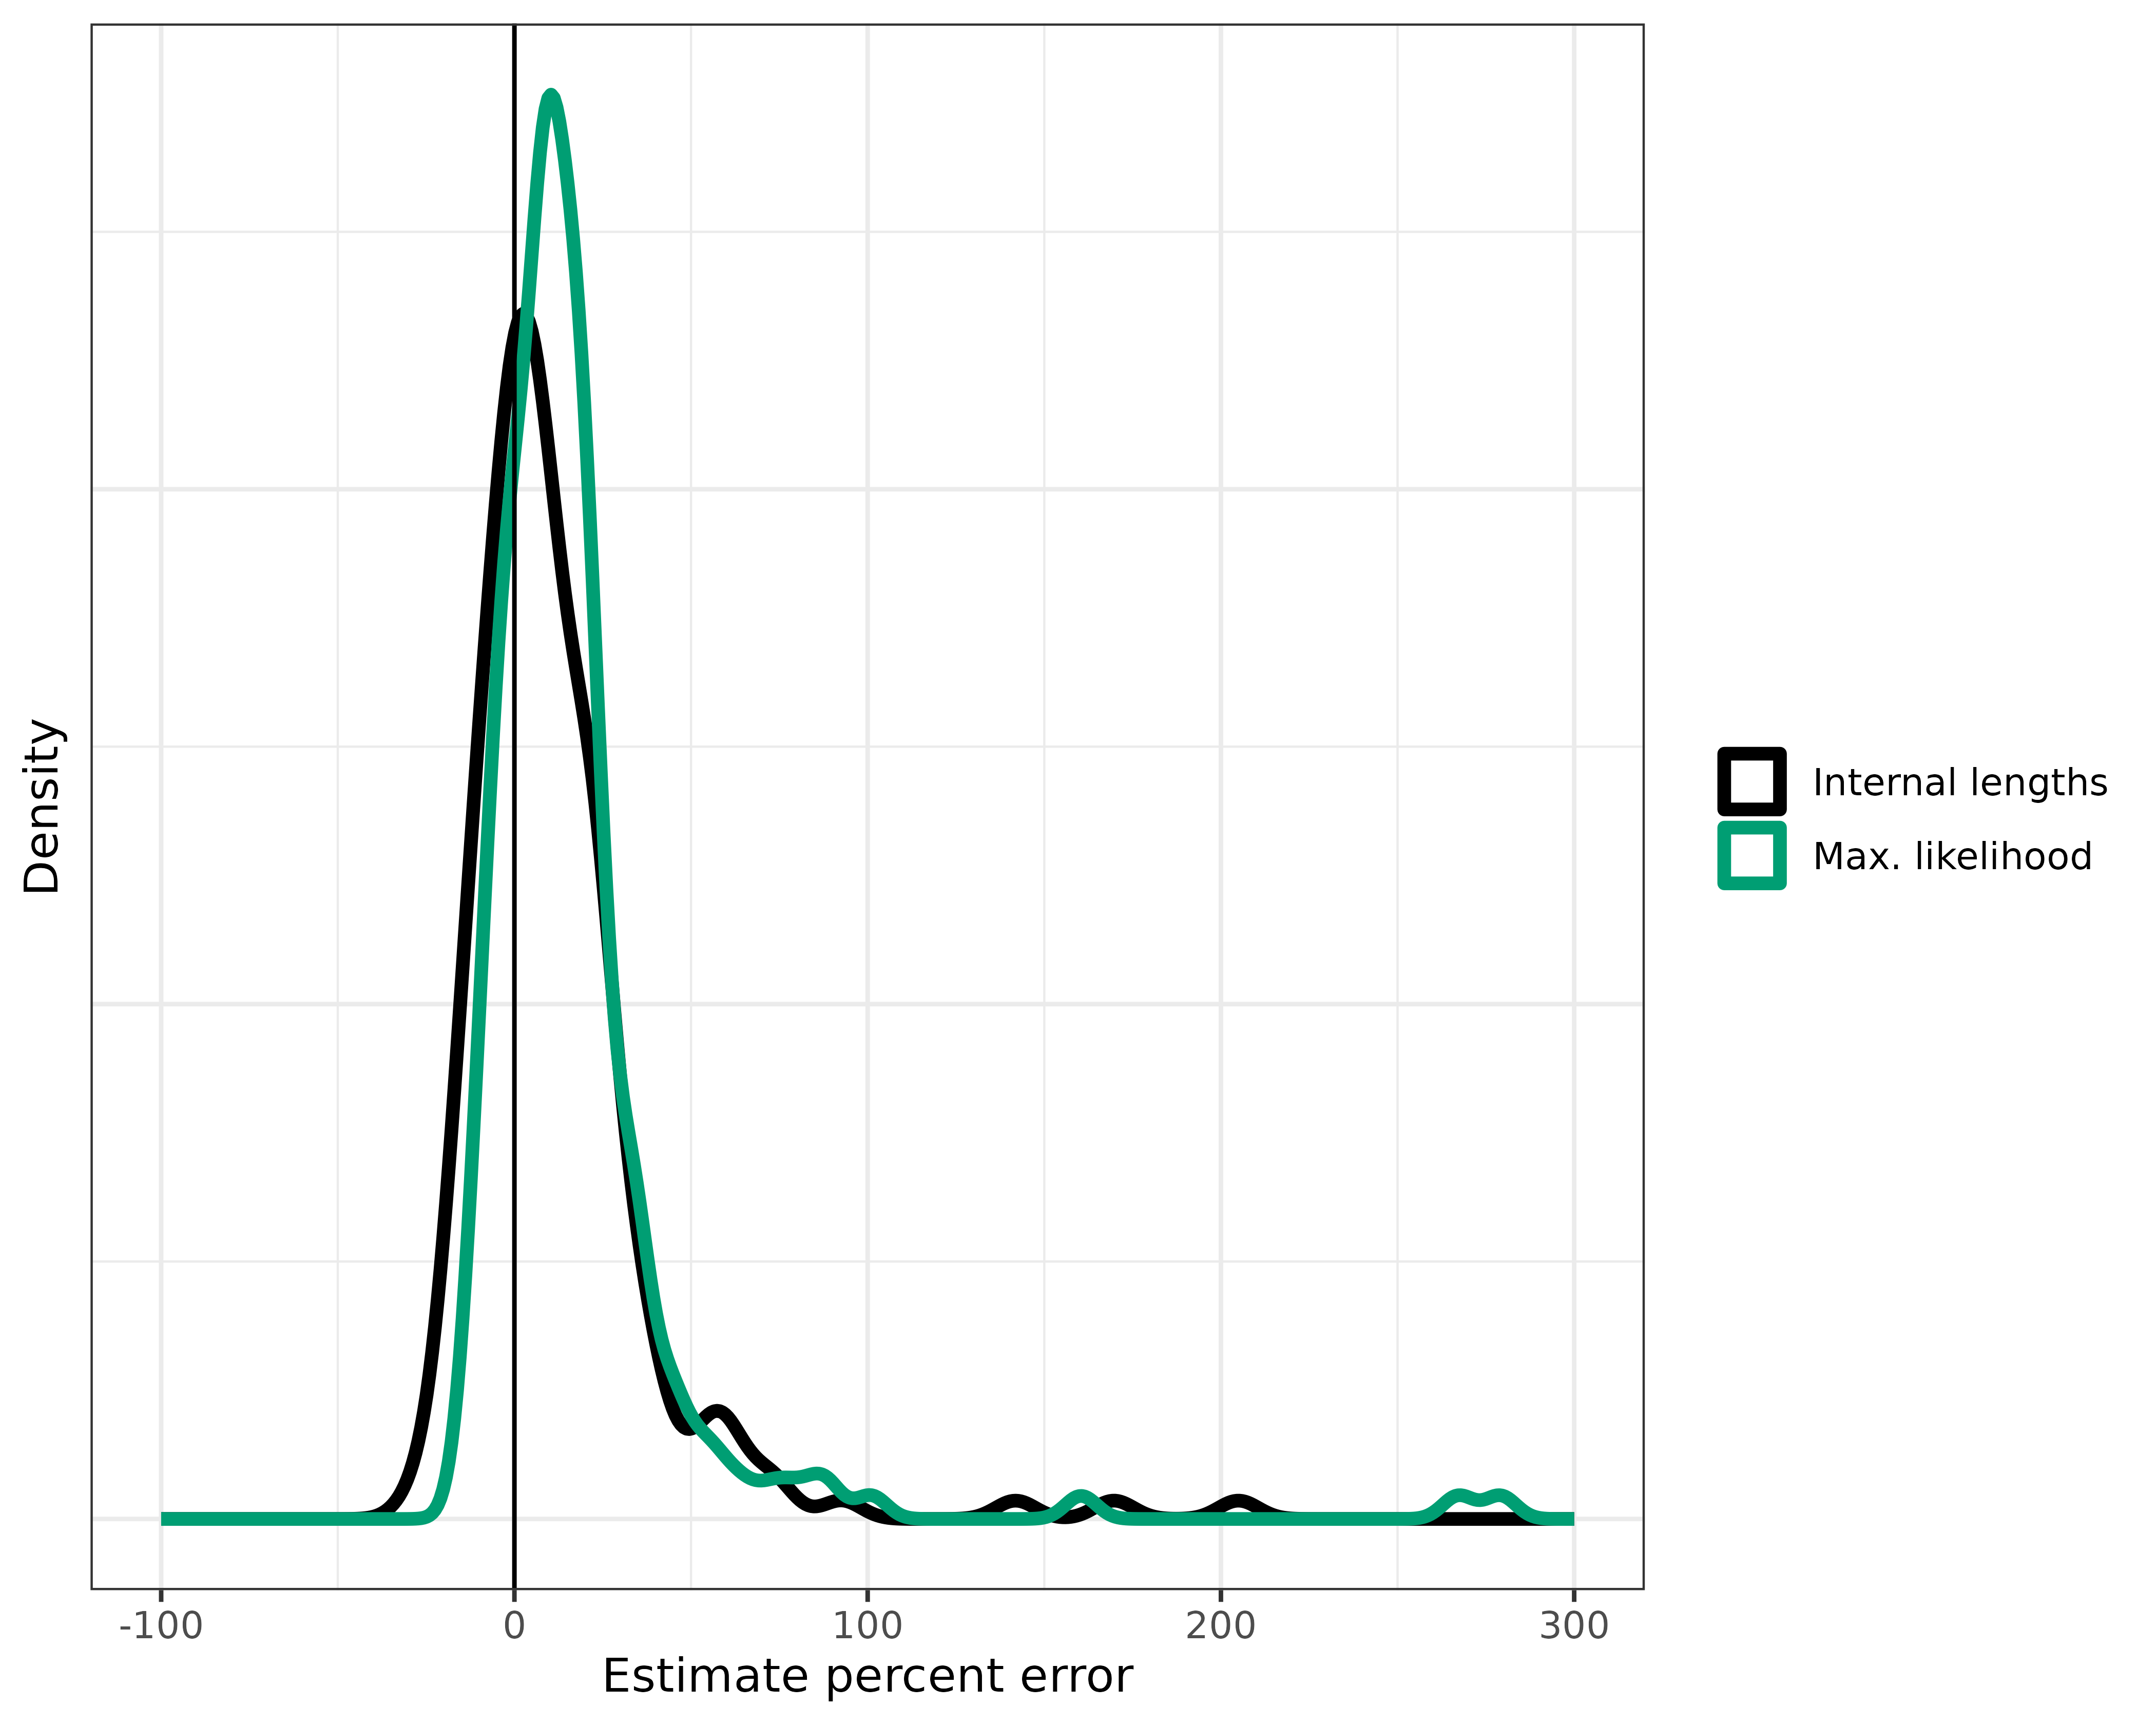 Density
-100
0
100
200
300
Estimate percent error
Internal lengths
Max. likelihood